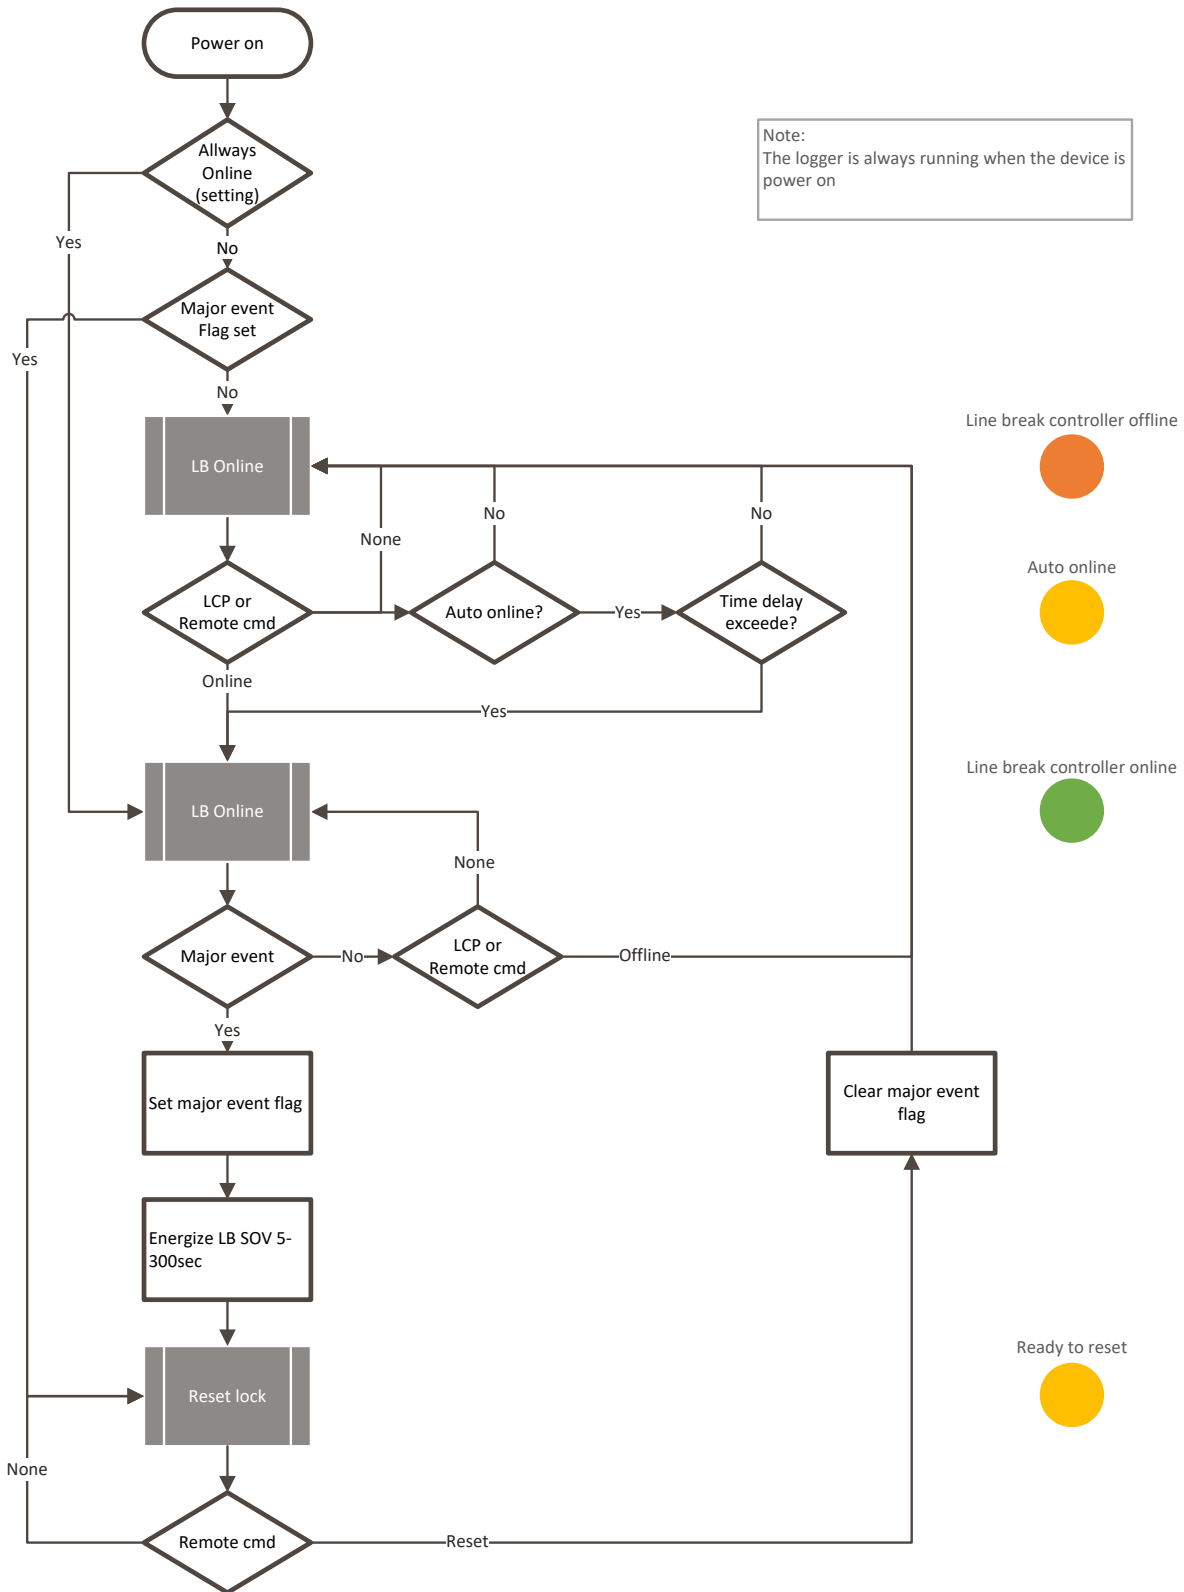 Power on
Note:
The logger is always running when the device is
power on
Allways
Online
(setting)
Yes
No
Major event
Flag set
Yes
No
Line break controller offline
LB Online
No
No
None
Auto online
LCP or
Remote cmd
Auto online?
Yes
Time delay
exceede?
Online
Yes
Line break controller online
LB Online
None
Major event
No
LCP or
Remote cmd
Offline
Yes
Set major event flag
Clear major event
flag
Energize LB SOV 5-
300sec
Ready to reset
Reset lock
None
Remote cmd
Reset